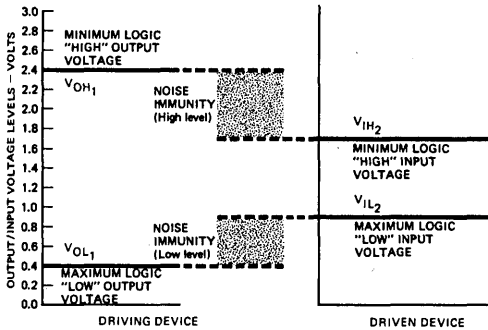 OUTPUT/INPUT VOLTAGE LEVELS – VOLTS
3.0
2.8
2.6
2.4
2.2
2.0
1.8
1.6
1.4
1.2
1.0
0.8
0.6
0.4
0.2
0.0
MINIMUM LOGIC
"HIGH" OUTPUT
VOLTAGE
VOH1
NOISE
IMMUNITY
(High level)
VIH2
MINIMUM LOGIC
"HIGH" INPUT
VOLTAGE
VIL2
MAXIMUM LOGIC
"LOW" INPUT
VOLTAGE
NOISE
IMMUNITY
(Low level)
VOL1
MAXIMUM LOGIC
"LOW" OUTPUT
VOLTAGE
DRIVING DEVICE
DRIVEN DEVICE